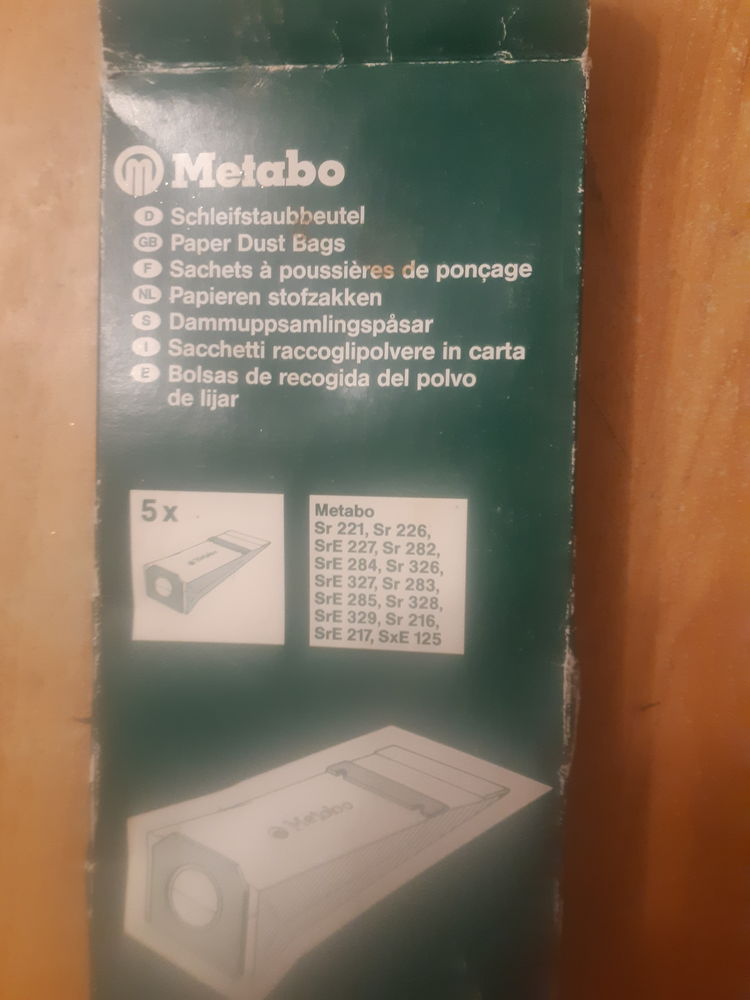 Metabo
D Schleifstaubbeutel
GB Paper Dust Bags
F Sachets à poussières de ponçage
NL Papieren stofzakken
S Dammuppsamlingspåsar
I Sacchetti raccoglipolvere in carta
E Bolsas de recogida del polvo
de lijar
5 x
Metabo
Metabo
Sr 221, Sr 226,
SrE 227, Sr 282,
SrE 284, Sr 326,
SrE 327, Sr 283,
SrE 285, Sr 328,
SrE 329, Sr 216,
SrE 217, SxE 125
Metabo